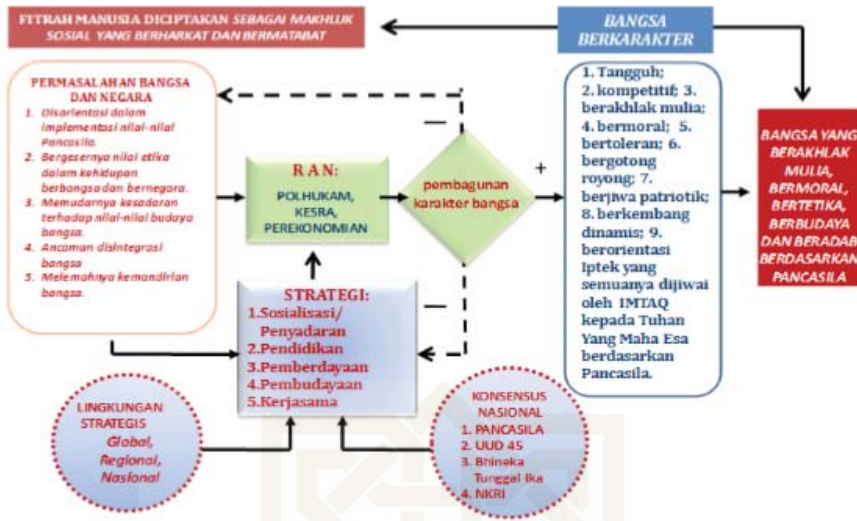 FITRAH MANUSIA DICIPTAKAN SEBAGAI MAKHLUK
SOSIAL YANG BERHARKAT DAN BERMATABAT
BANGSA
BERKARAKTER
PERMASALAHAN BANGSA
DAN NEGARA
1. Disorientasi dalam
implementasi nilai-nilai
Pancasila.
2. Bergesernya nilai etika
dalam kehidupan
berbangsa dan bernegara.
3. Memudarnya kesadaran
terhadap nilai-nilai budaya
bangsa.
4. Ancaman disintegrasi
bangsa
5. Melemahnya kemandirian
bangsa.
R A N:
POLHUKAM,
KESRA,
PEREKONOMIAN
—
pembagunan
karakter bangsa
+
—
1. Tangguh;
2. kompetitif; 3.
berakhlak mulia;
4. bermoral; 5.
bertoleran; 6.
bergotong
royong; 7.
berjiwa patriotik;
8. berkembang
dinamis; 9.
berorientasi
Iptek yang
semuanya dijiwai
oleh IMTAQ
kepada Tuhan
Yang Maha Esa
berdasarkan
Pancasila.
BANGSA YANG
BERAKHLAK
MULIA,
BERMORAL,
BERTETIKA,
BERBUDAYA
DAN BERADAB
BERDASARKAN
PANCASILA
STRATEGI:
1.Sosialisasi/
Penyadaran
2.Pendidikan
3.Pemberdayaan
4.Pembudayaan
5.Kerjasama
LINGKUNGAN
STRATEGIS
Global,
Regional,
Nasional
KONSENSUS
NASIONAL
1. PANCASILA
2. UUD 45
3. Bhineka
Tunggal Ika
4. NKRI